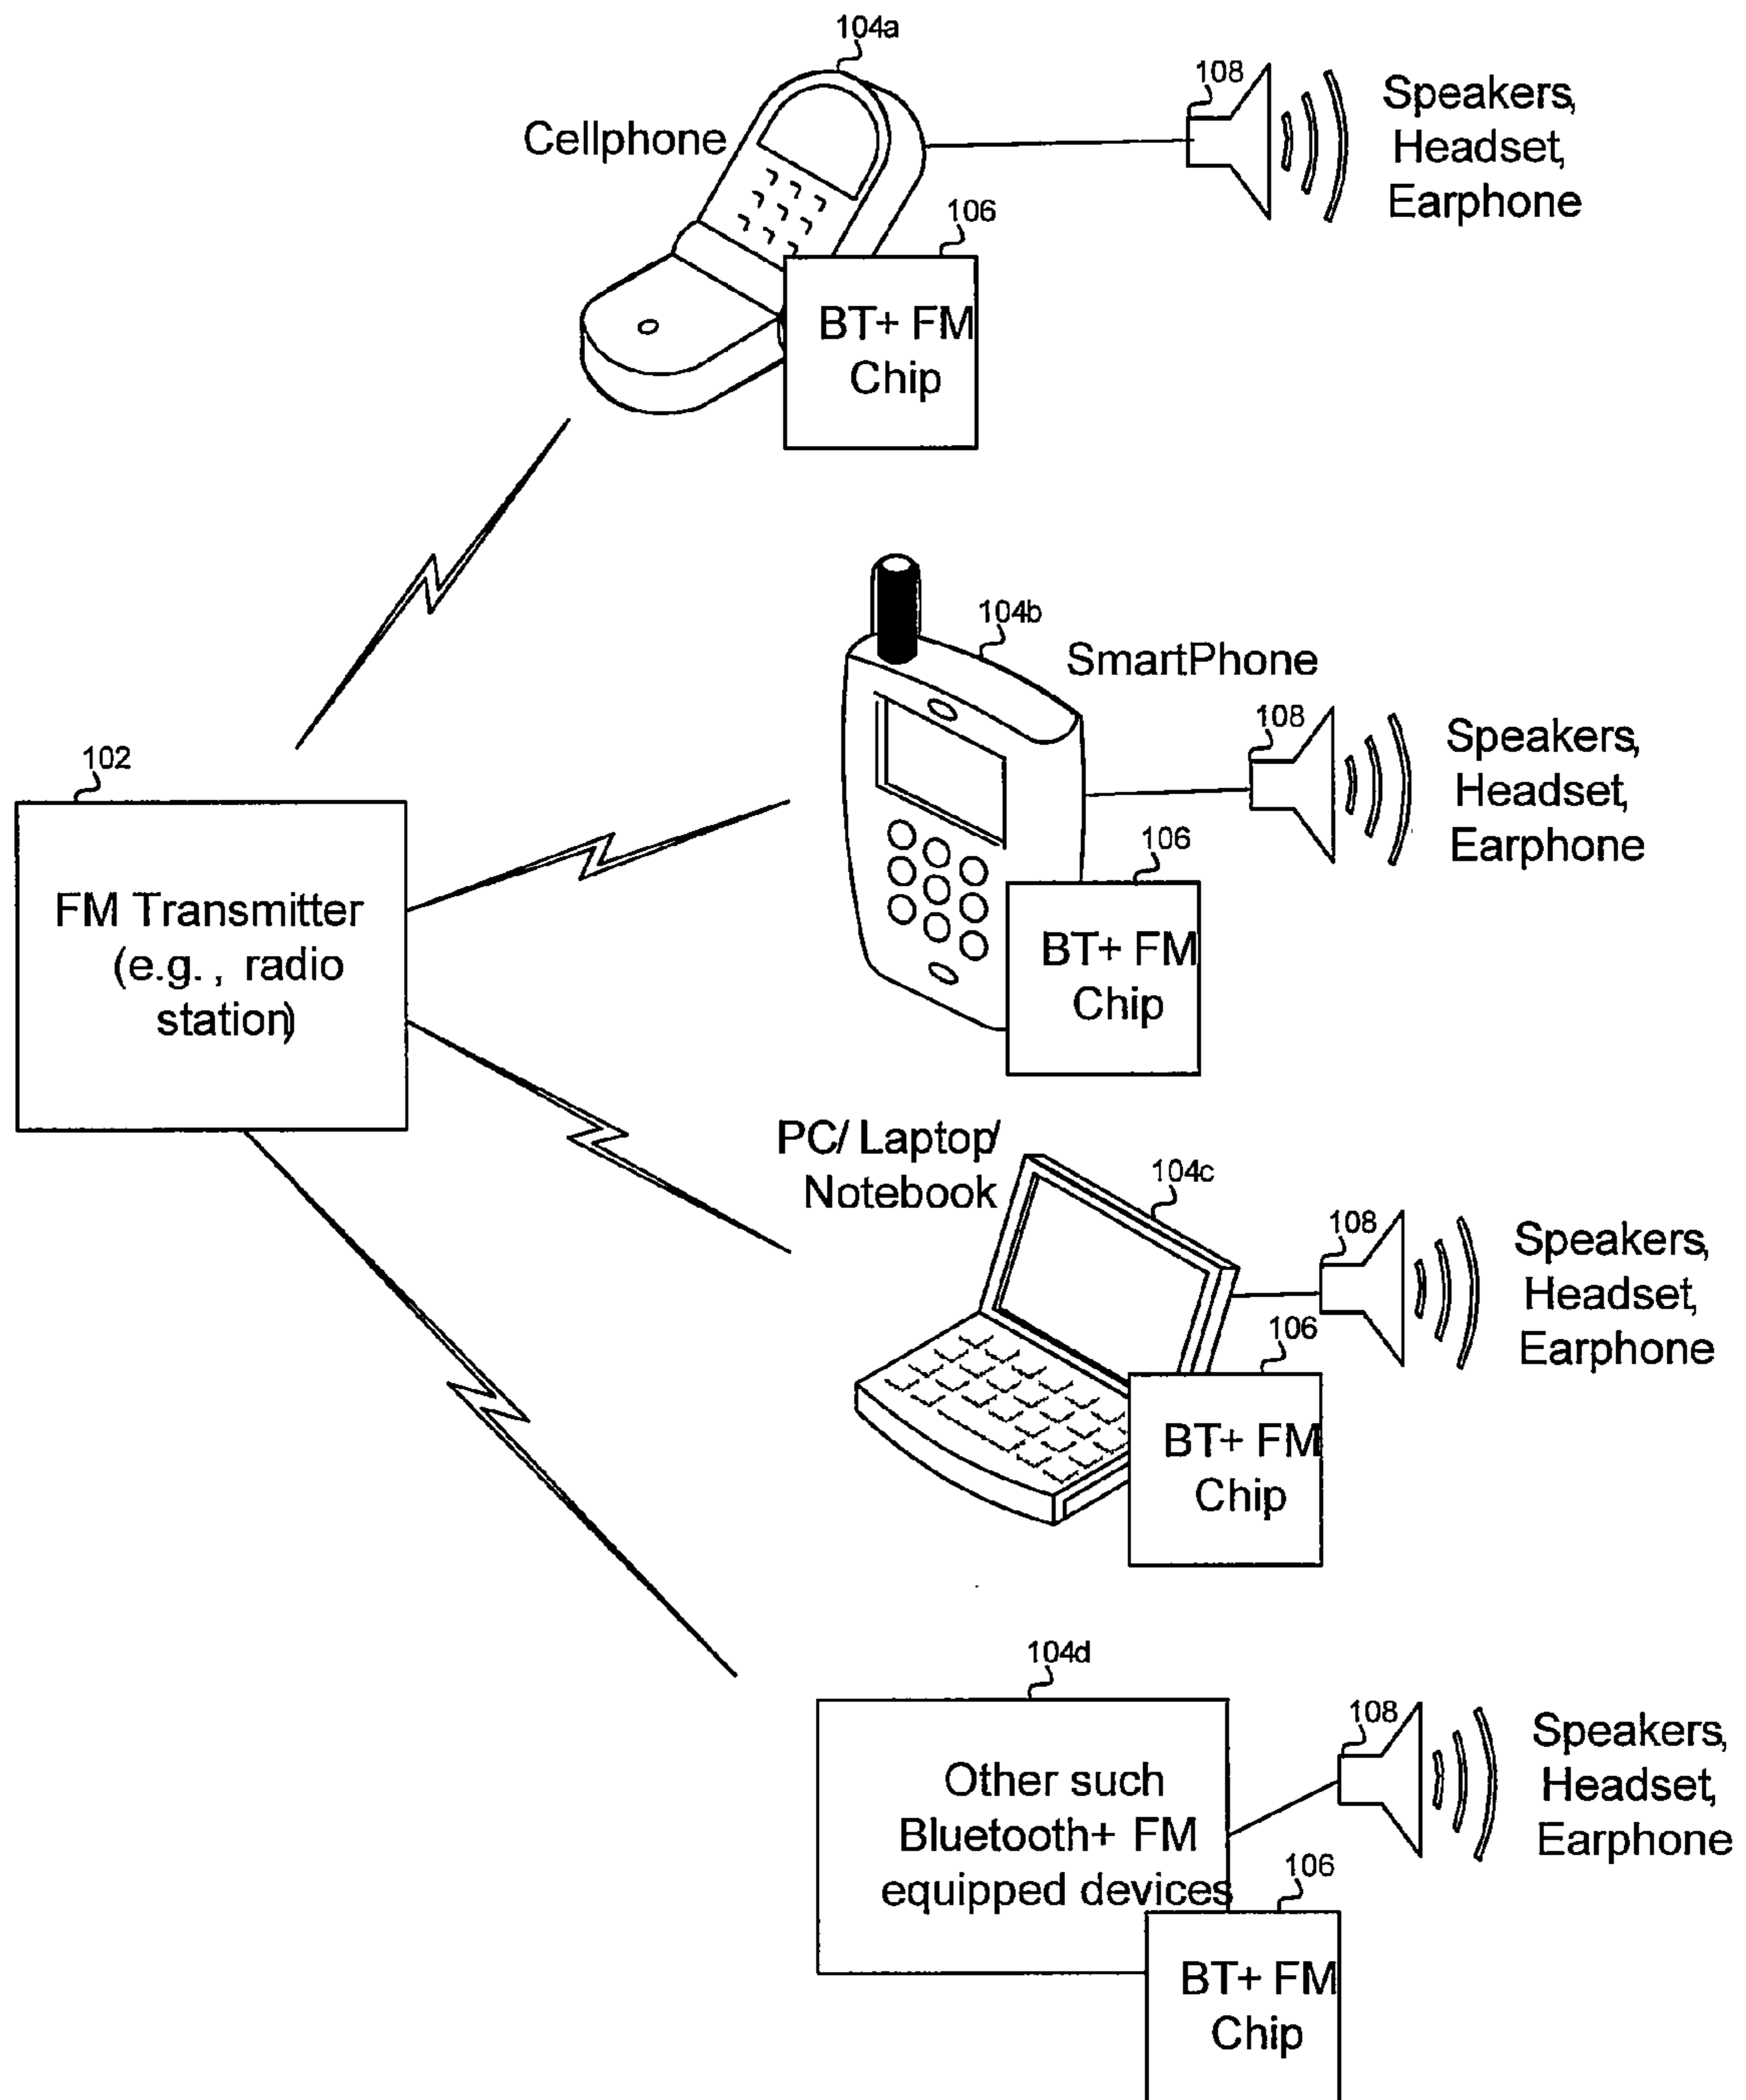 104a
Cellphone
108
Speakers,
Headset,
Earphone
106
BT+ FM
Chip
104b
SmartPhone
108
Speakers,
Headset,
Earphone
106
BT+ FM
Chip
102
FM Transmitter
(e.g., radio
station)
PC/ Laptop/
Notebook
104c
108
Speakers,
Headset,
Earphone
106
BT+ FM
Chip
104d
Other such
Bluetooth+ FM
equipped devices
108
Speakers,
Headset,
Earphone
106
BT+ FM
Chip